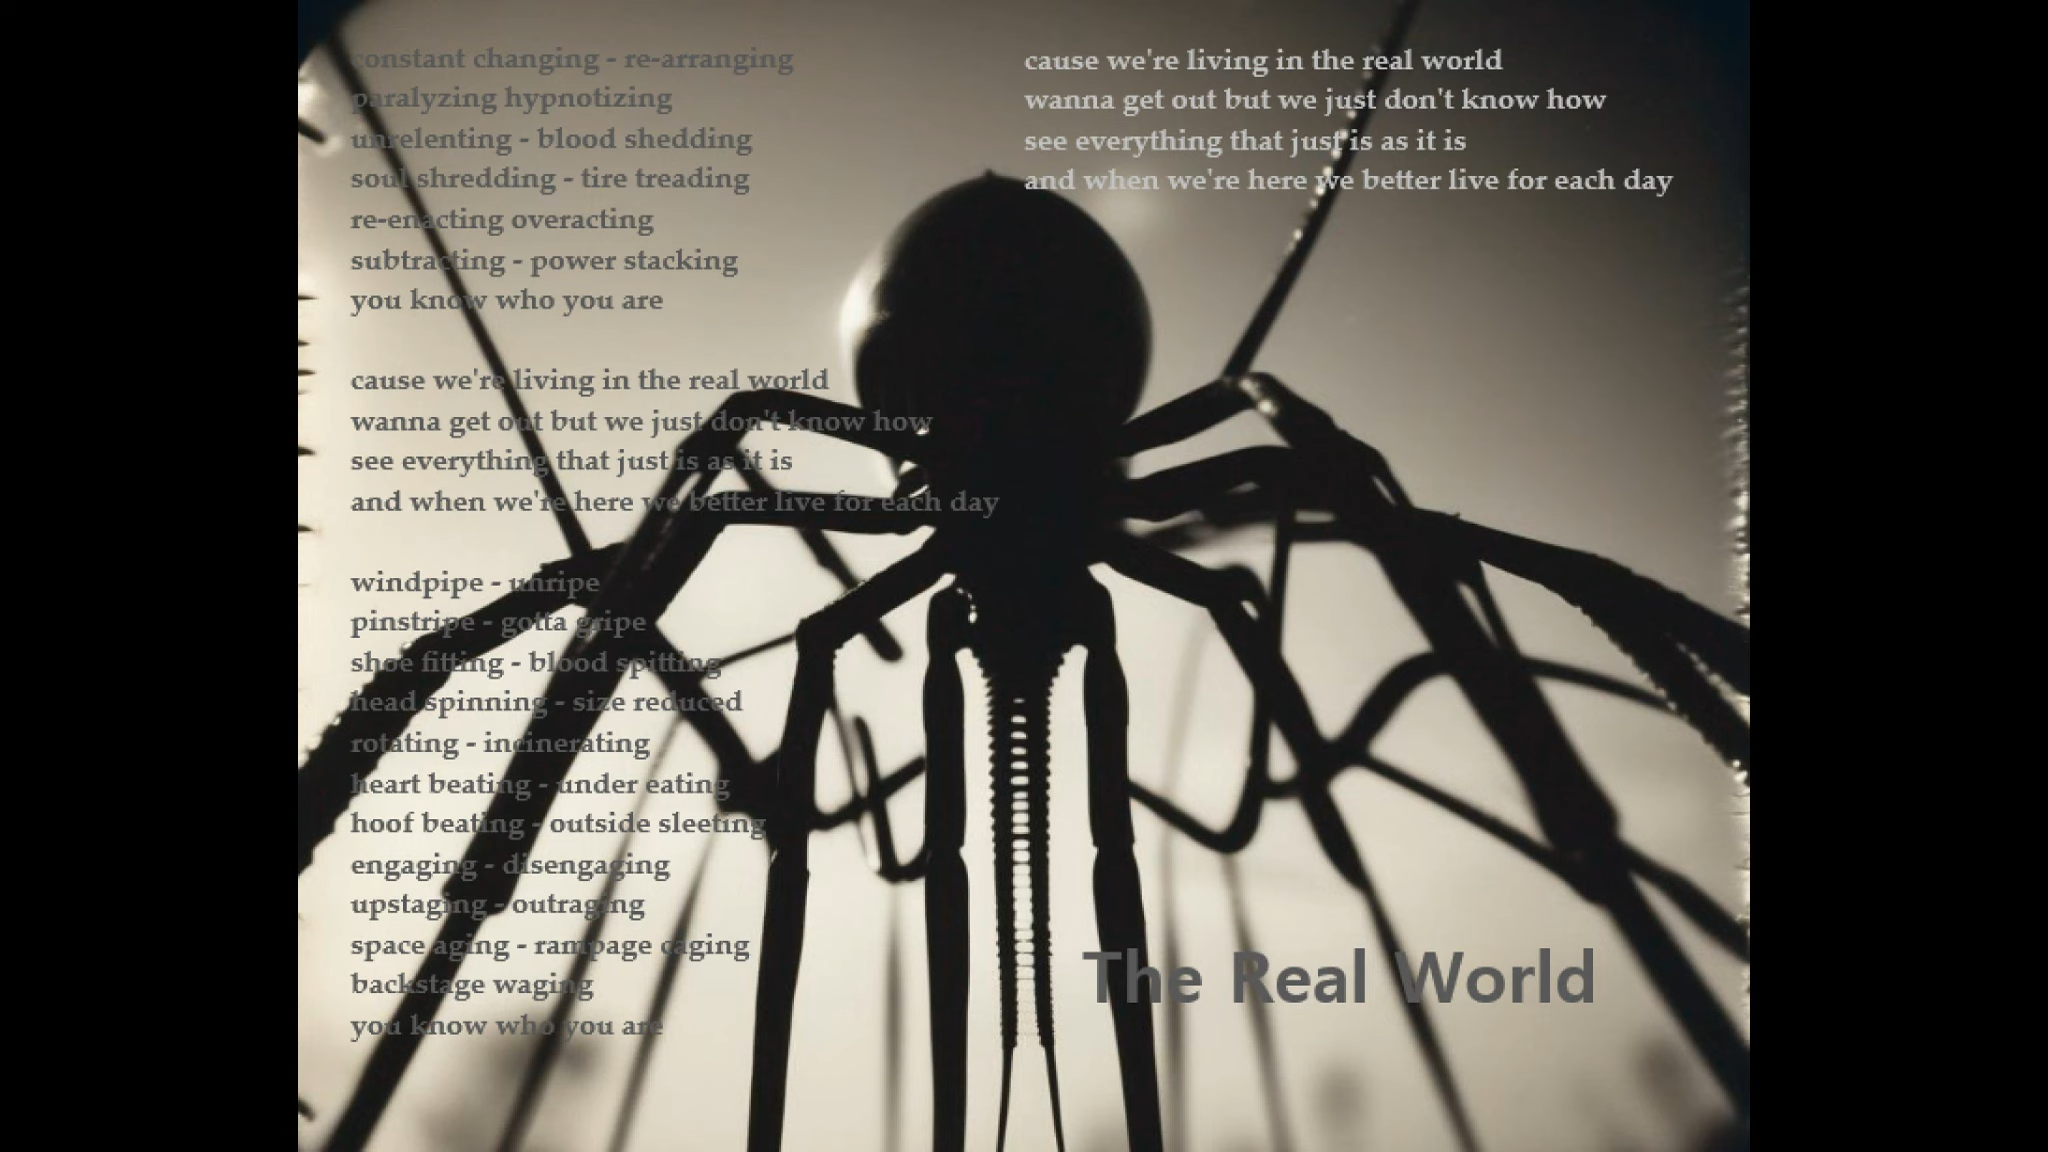 constant changing - re-arranging
paralyzing hypnotizing
unrelenting - blood shedding
soul shredding - tire treading
re-enacting overacting
subtracting - power stacking
you know who you are
cause we're living in the real world
wanna get out but we just don't know how
see everything that just is as it is
and when we're here we better live for each day
windpipe - unripe
pinstripe - gotta gripe
shoe fitting - blood spitting
head spinning - size reduced
rotating - incinerating
heart beating - under eating
hoof beating - outside sleeting
engaging - disengaging
upstaging - outraging
space aging - rampage caging
backstage waging
you know who you are
cause we're living in the real world
wanna get out but we just don't know how
see everything that just is as it is
and when we're here we better live for each day
The Real World